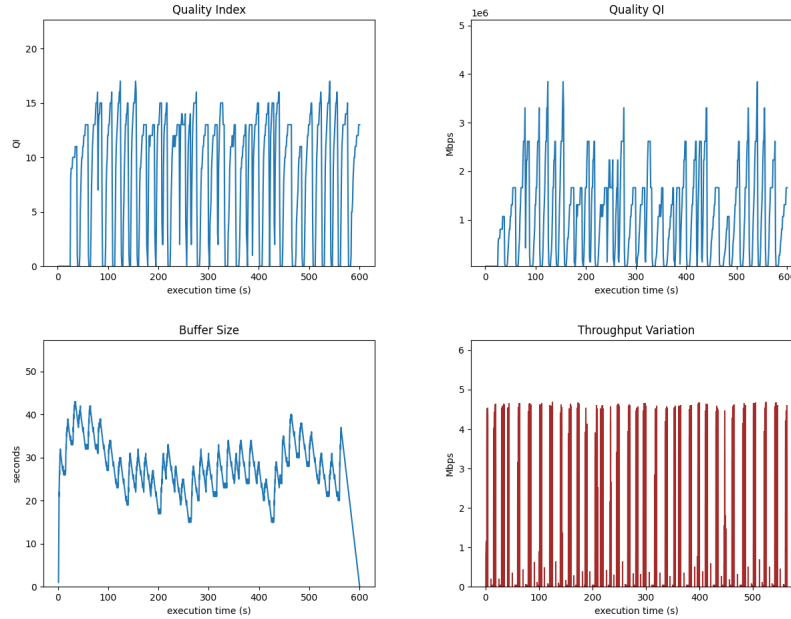 Quality Index
QI
20
15
10
5
0
0 100 200 300 400 500 600
execution time (s)
Quality QI
1e6
Mbps
5
4
3
2
1
0 100 200 300 400 500 600
execution time (s)
Buffer Size
seconds
50
40
30
20
10
0
0 100 200 300 400 500 600
execution time (s)
Throughput Variation
Mbps
6
5
4
3
2
1
0
0 100 200 300 400 500
execution time (s)